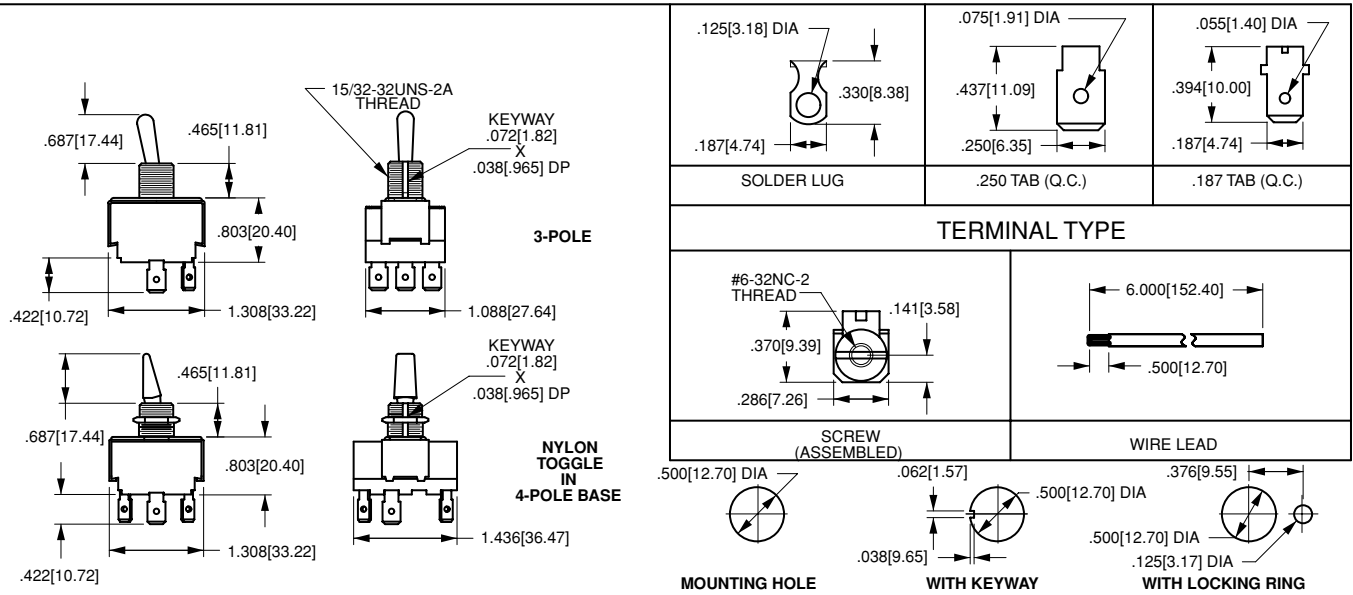 15/32-32UNS-2A
THREAD
.687[17.44]
.465[11.81]
KEYWAY
.072[1.82]
X
.038[.965] DP
.803[20.40]
3-POLE
.422[10.72]
1.308[33.22]
1.088[27.64]
KEYWAY
.072[1.82]
X
.038[.965] DP
.465[11.81]
.687[17.44]
.803[20.40]
NYLON
TOGGLE
IN
4-POLE BASE
1.308[33.22]
1.436[36.47]
.422[10.72]
.125[3.18] DIA
.330[8.38]
.187[4.74]
SOLDER LUG
.075[1.91] DIA
.437[11.09]
.250[6.35]
.250 TAB (Q.C.)
.055[1.40] DIA
.394[10.00]
.187[4.74]
.187 TAB (Q.C.)
TERMINAL TYPE
#6-32NC-2
THREAD
.141[3.58]
.370[9.39]
.286[7.26]
SCREW
(ASSEMBLED)
6.000[152.40]
.500[12.70]
WIRE LEAD
.500[12.70] DIA
MOUNTING HOLE
.062[1.57]
.500[12.70] DIA
.038[9.65]
WITH KEYWAY
.376[9.55]
.500[12.70] DIA
.125[3.17] DIA
WITH LOCKING RING